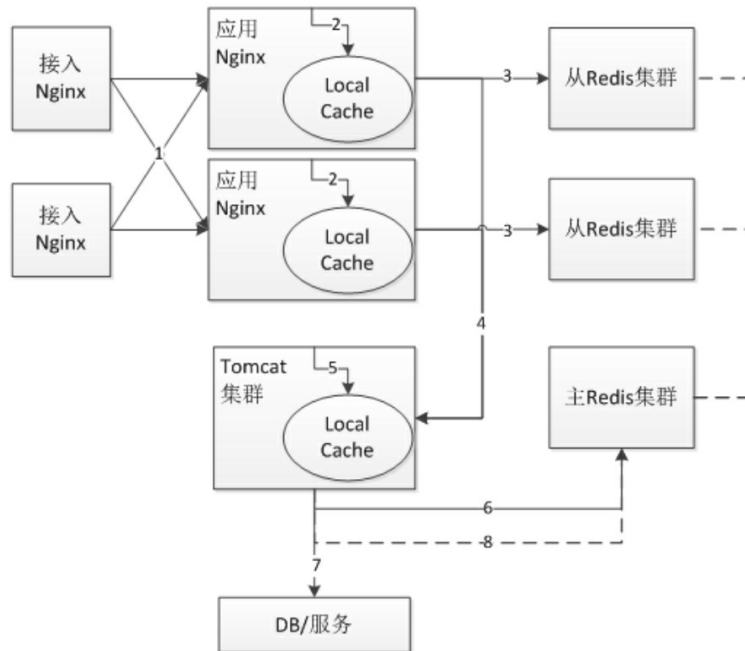 接入
Nginx
应用
Nginx
2
Local
Cache
3
从Redis集群
1
接入
Nginx
应用
Nginx
2
Local
Cache
3
从Redis集群
4
Tomcat
集群
5
Local
Cache
主Redis集群
6
8
7
DB/服务